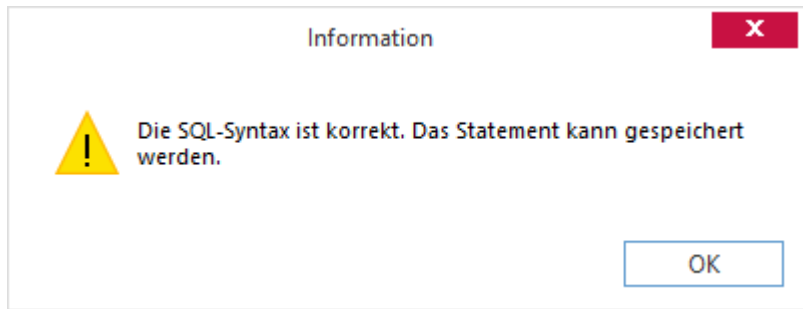 Information
x
! Die SQL-Syntax ist korrekt. Das Statement kann gespeichert
werden.
OK